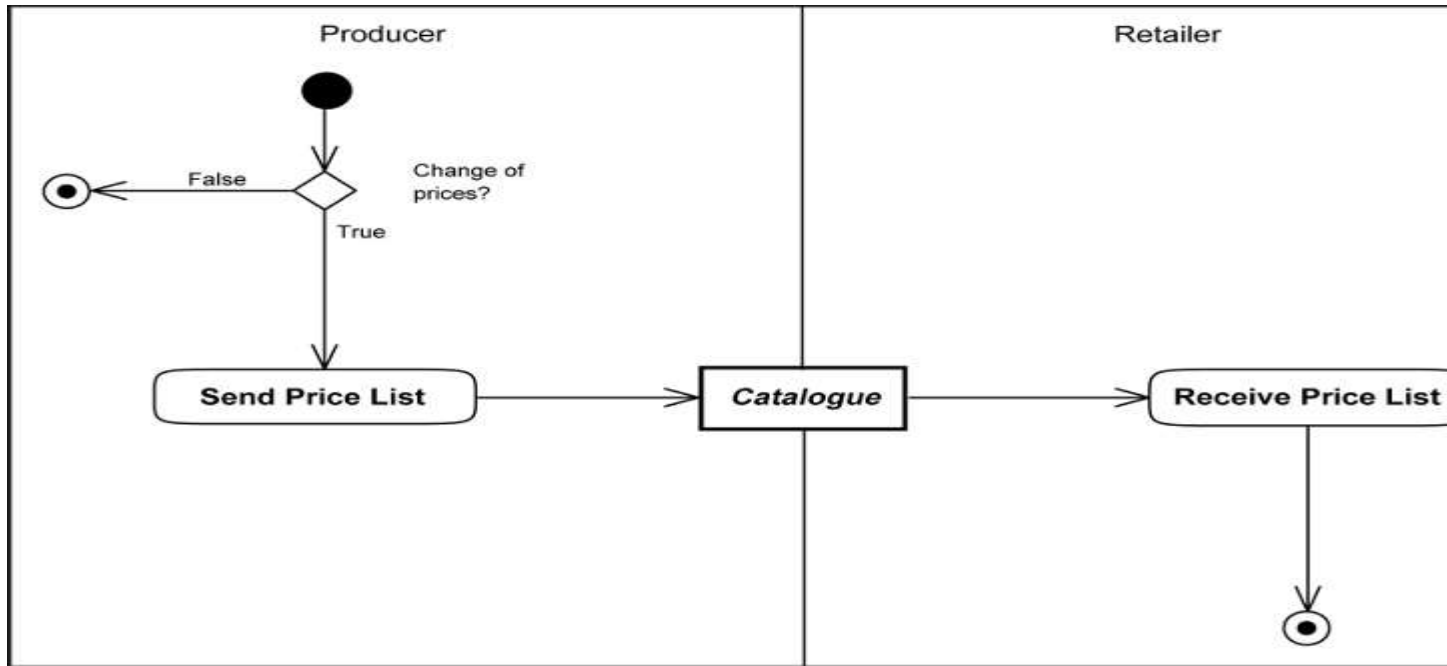 Producer
Retailer
Change of
prices?
False
True
Send Price List
Catalogue
Receive Price List